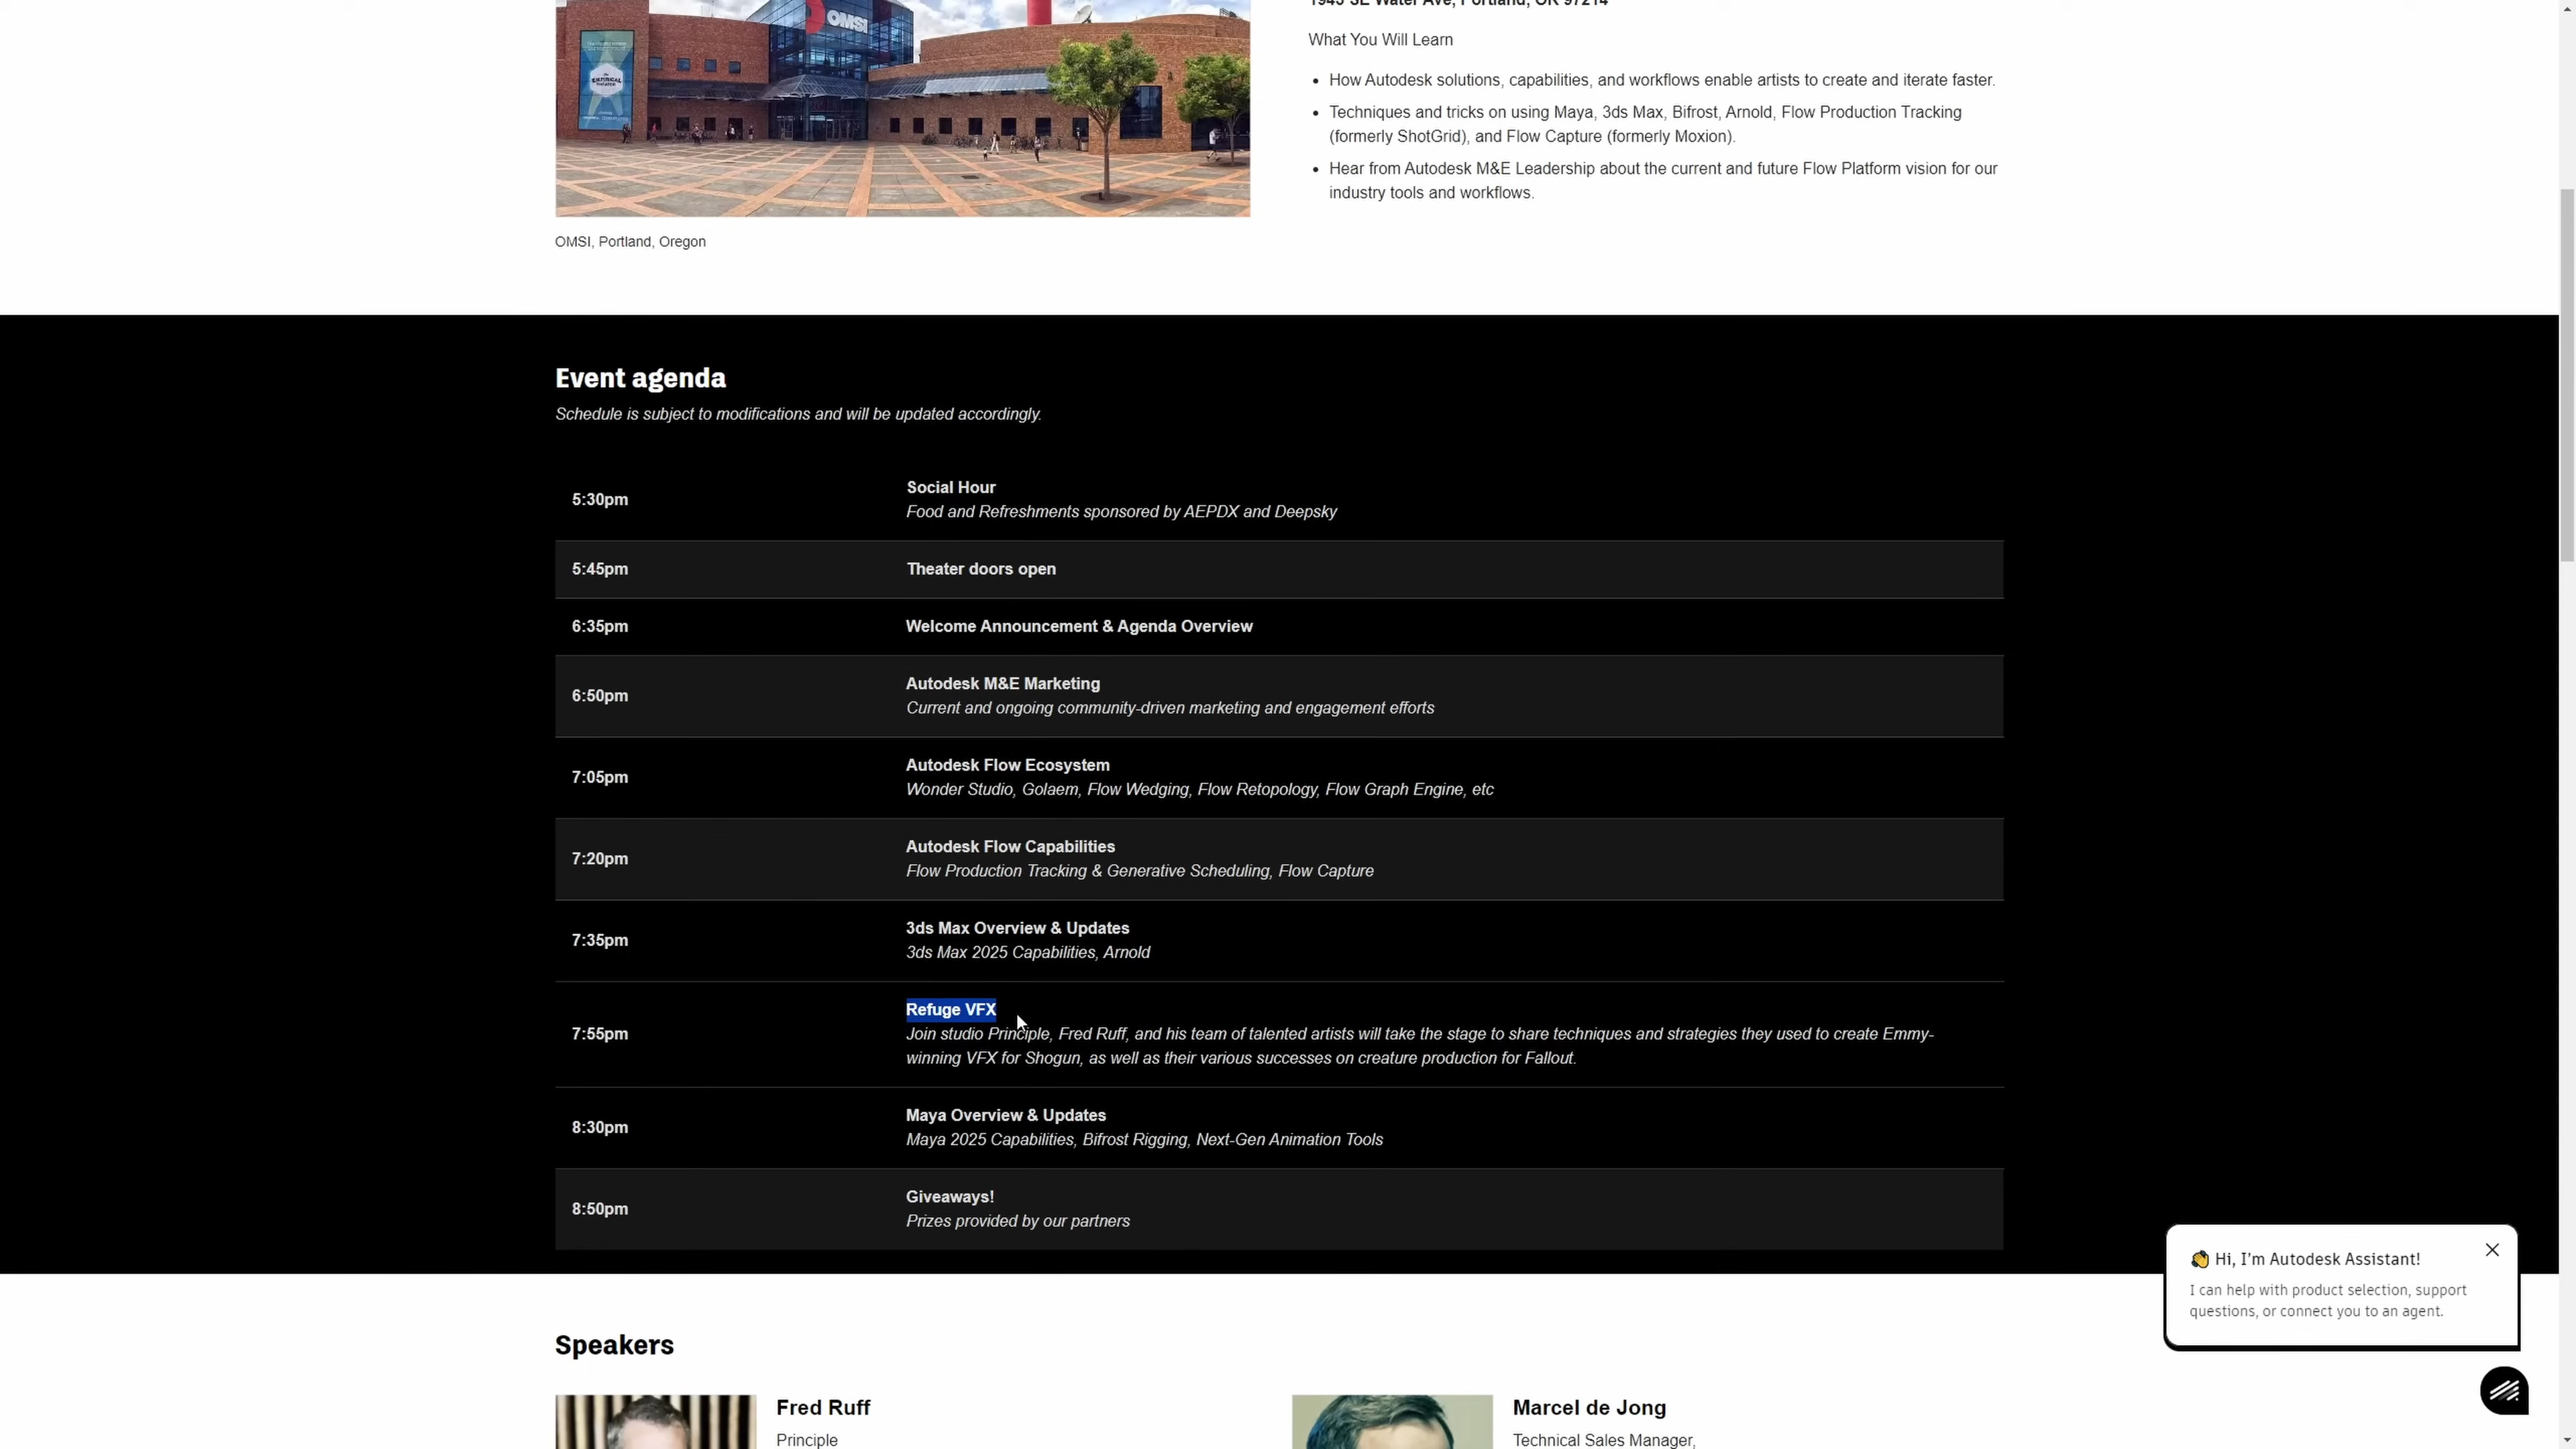 OMSI
1945 SE Water Ave, Portland, OR 97214
What You Will Learn
How Autodesk solutions, capabilities, and workflows enable artists to create and iterate faster.
Techniques and tricks on using Maya, 3ds Max, Bifrost, Arnold, Flow Production Tracking
(formerly ShotGrid), and Flow Capture (formerly Moxion).
Hear from Autodesk M&E Leadership about the current and future Flow Platform vision for our
industry tools and workflows.
EMPIRICAL
OMSI, Portland, Oregon
Event agenda
Schedule is subject to modifications and will be updated accordingly.
5:30pm
Social Hour
Food and Refreshments sponsored by AEPDX and Deepsky
5:45pm
Theater doors open
6:35pm
Welcome Announcement & Agenda Overview
6:50pm
Autodesk M&E Marketing
Current and ongoing community-driven marketing and engagement efforts
7:05pm
Autodesk Flow Ecosystem
Wonder Studio, Golaem, Flow Wedging, Flow Retopology, Flow Graph Engine, etc
7:20pm
Autodesk Flow Capabilities
Flow Production Tracking & Generative Scheduling, Flow Capture
7:35pm
3ds Max Overview & Updates
3ds Max 2025 Capabilities, Arnold
7:55pm
Refuge VFX
Join studio Principle, Fred Ruff, and his team of talented artists will take the stage to share techniques and strategies they used to create Emmy-
winning VFX for Shogun, as well as their various successes on creature production for Fallout.
8:30pm
Maya Overview & Updates
Maya 2025 Capabilities, Bifrost Rigging, Next-Gen Animation Tools
8:50pm
Giveaways!
Prizes provided by our partners
Hi, I'm Autodesk Assistant!
I can help with product selection, support
questions, or connect you to an agent.
Speakers
Fred Ruff
Principle
Marcel de Jong
Technical Sales Manager,